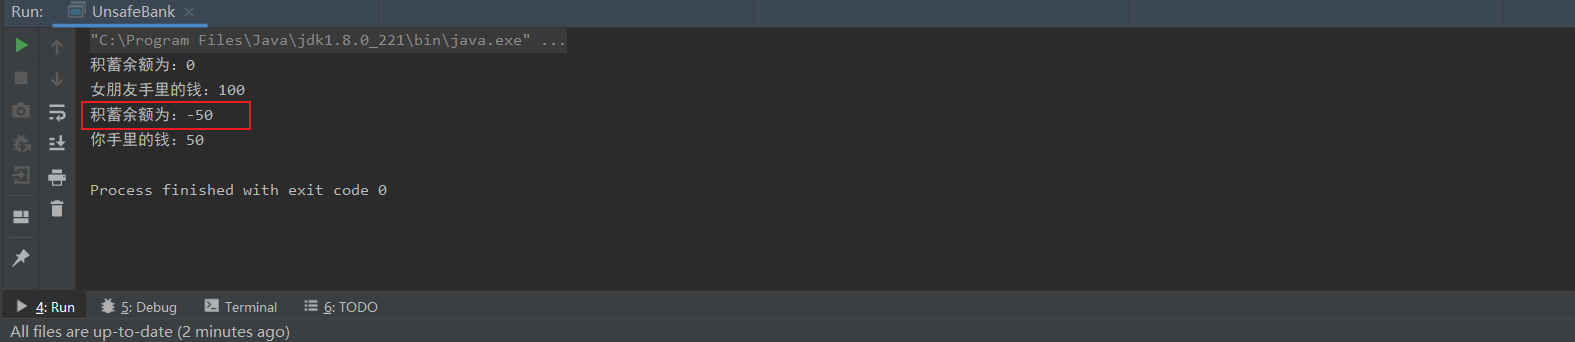 Run: UnsafeBank
"C:\Program Files\Java\jdk1.8.0_221\bin\java.exe" ...
积蓄余额为：0
女朋友手里的钱：100
积蓄余额为：-50
你手里的钱：50
Process finished with exit code 0
4: Run 5: Debug Terminal 6: TODO
All files are up-to-date (2 minutes ago)